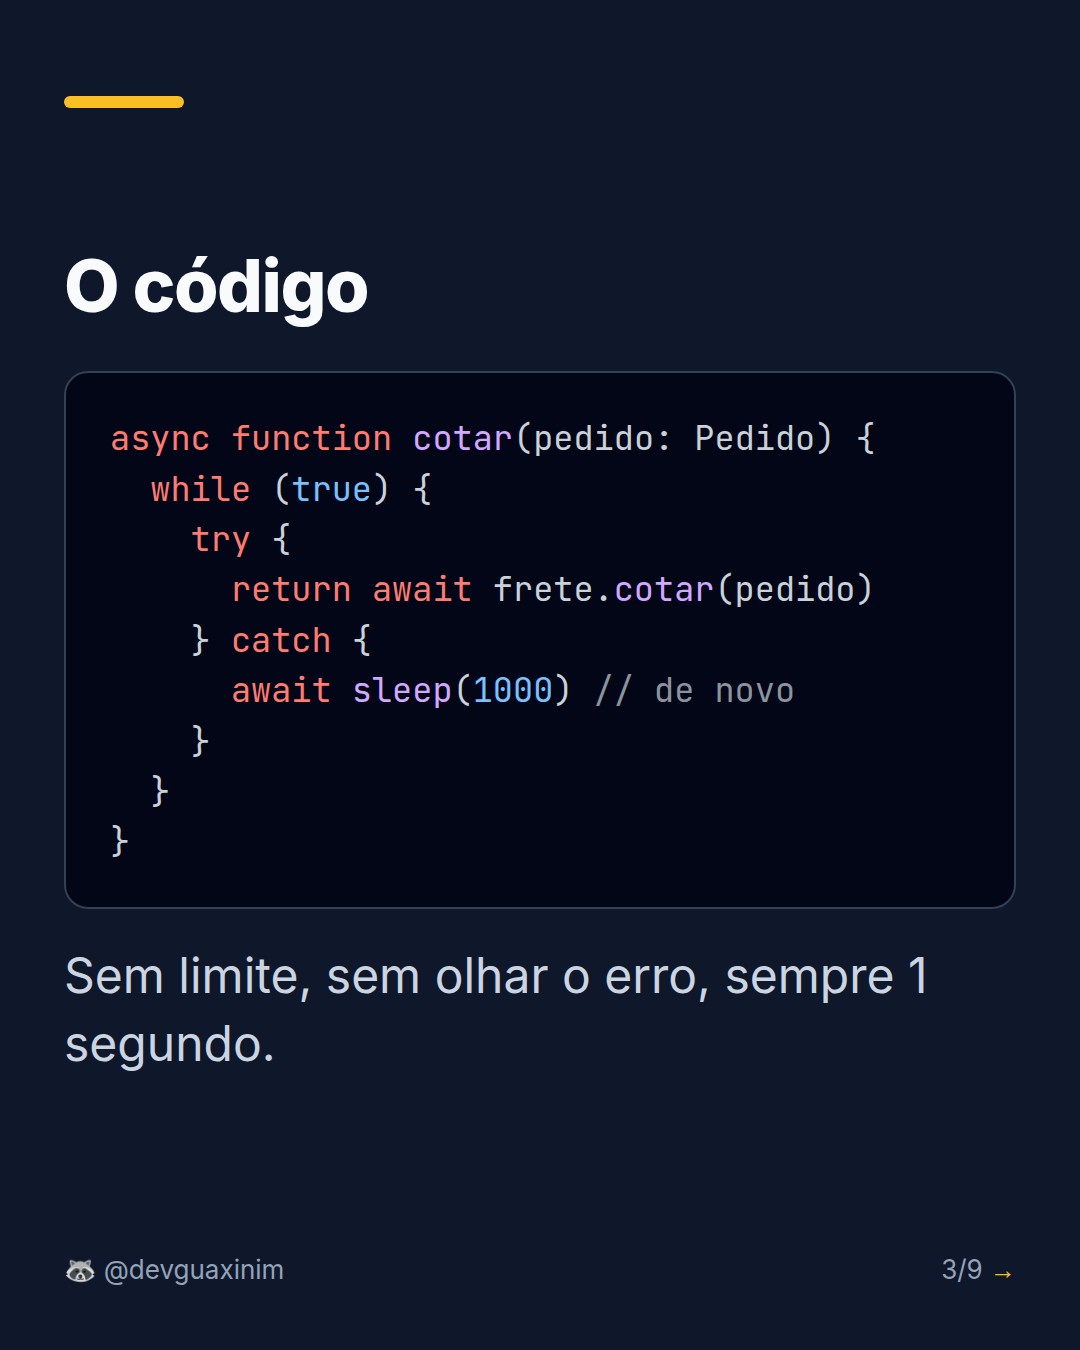 O código
async function cotar(pedido: Pedido) {
  while (true) {
    try {
      return await frete.cotar(pedido)
    } catch {
      await sleep(1000) // de novo
    }
  }
}
Sem limite, sem olhar o erro, sempre 1
segundo.
🦝 @devguaxinim
3/9 →